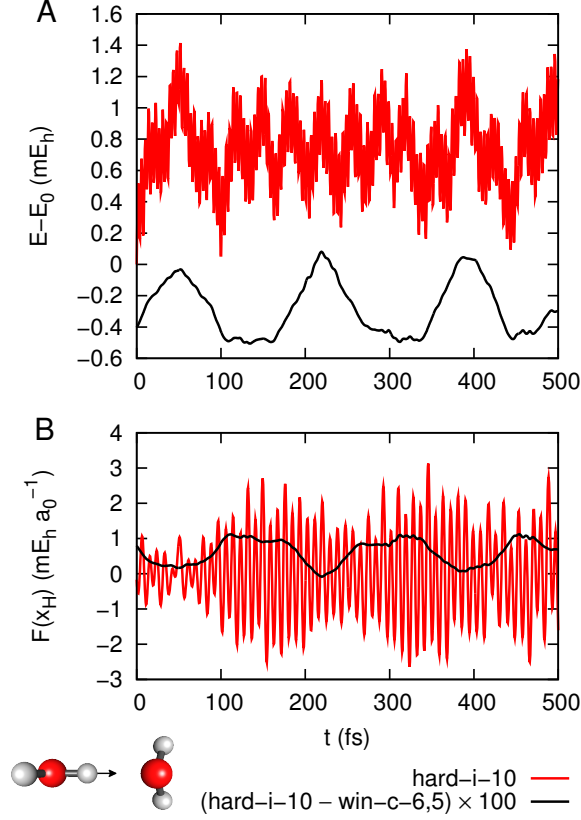 A
E−E₀ (mEₕ)
1.6
1.4
1.2
1
0.8
0.6
0.4
0.2
0
−0.2
−0.4
−0.6
0 100 200 300 400 500
B
F(x_H) (mEₕ a₀⁻¹)
4
3
2
1
0
−1
−2
−3
0 100 200 300 400 500
t (fs)
hard−i−10
(hard−i−10 − win−c−6,5) × 100